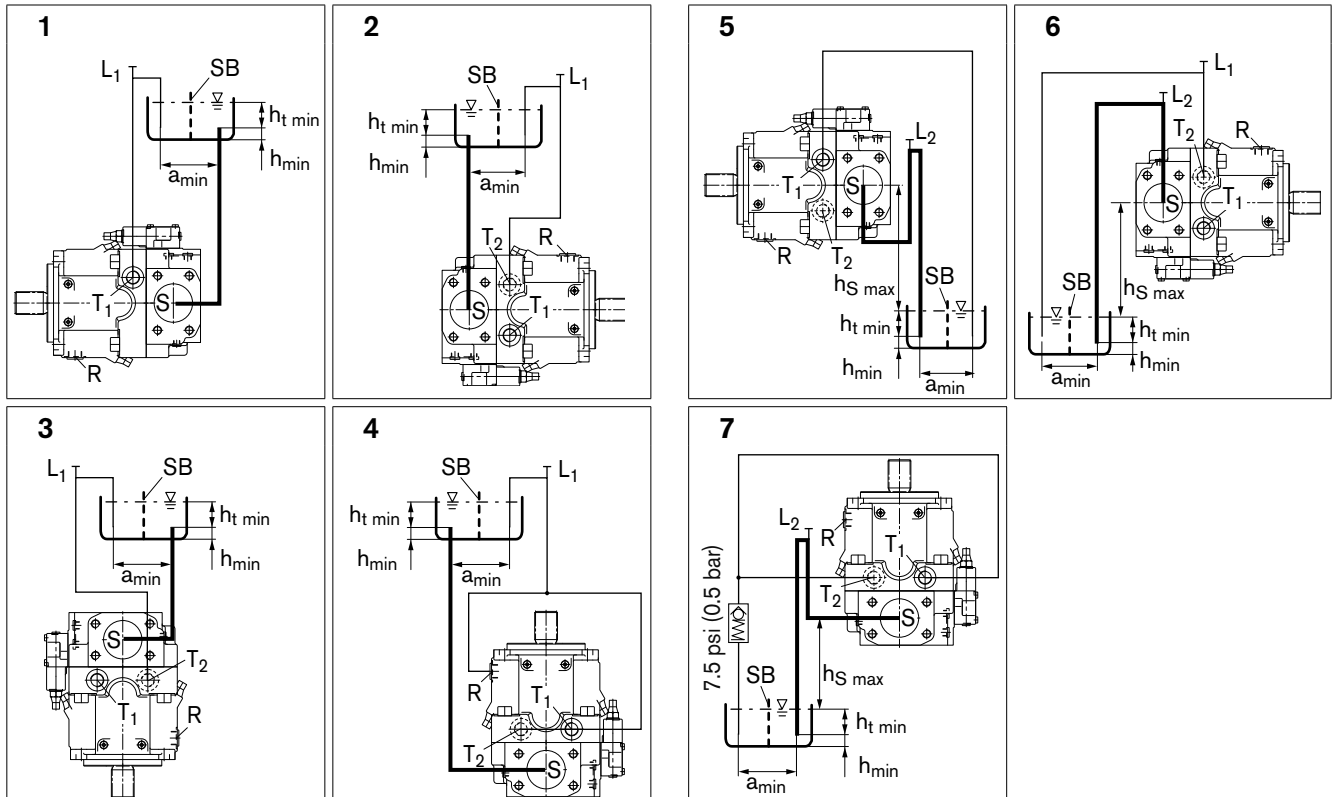 1
L1
SB
ht min
hmin
amin
T1
S
R
2
SB
L1
ht min
hmin
amin
T2
R
S
T1
5
L2
T1
S
R
T2
hS max
SB
ht min
hmin
amin
6
L1
L2
T2
R
S
T1
SB
hS max
ht min
hmin
amin
3
L1
SB
ht min
hmin
amin
S
T2
T1
R
4
SB
L1
ht min
hmin
amin
R
T1
T2
S
7
L2
R
T1
T2
S
7.5 psi (0.5 bar)
hS max
SB
ht min
hmin
amin